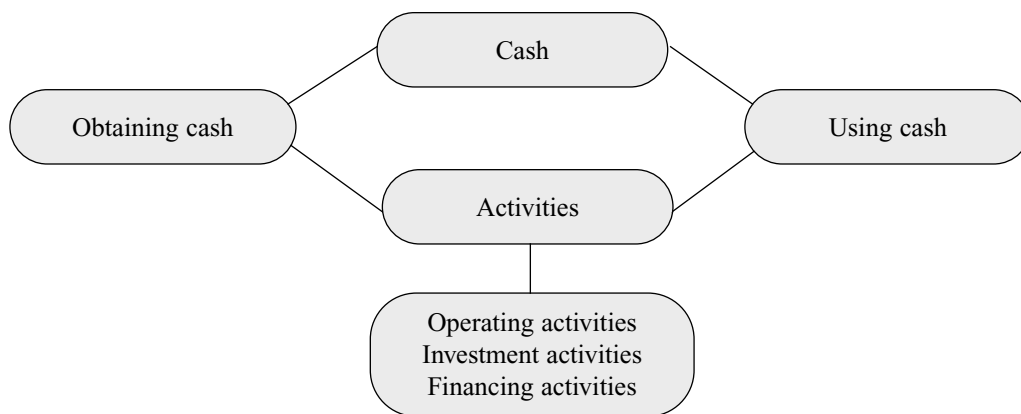 Cash
Obtaining cash
Using cash
Activities
Operating activities
Investment activities
Financing activities